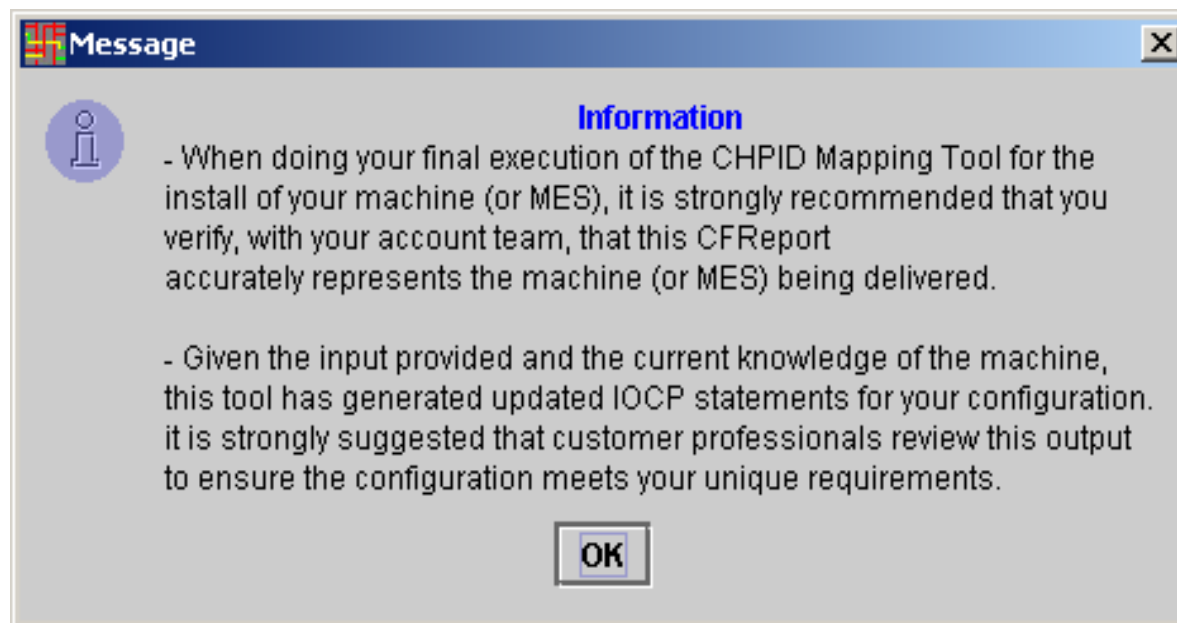 Message
Information
- When doing your final execution of the CHPID Mapping Tool for the
install of your machine (or MES), it is strongly recommended that you
verify, with your account team, that this CFReport
accurately represents the machine (or MES) being delivered.
- Given the input provided and the current knowledge of the machine,
this tool has generated updated IOCP statements for your configuration.
it is strongly suggested that customer professionals review this output
to ensure the configuration meets your unique requirements.
OK